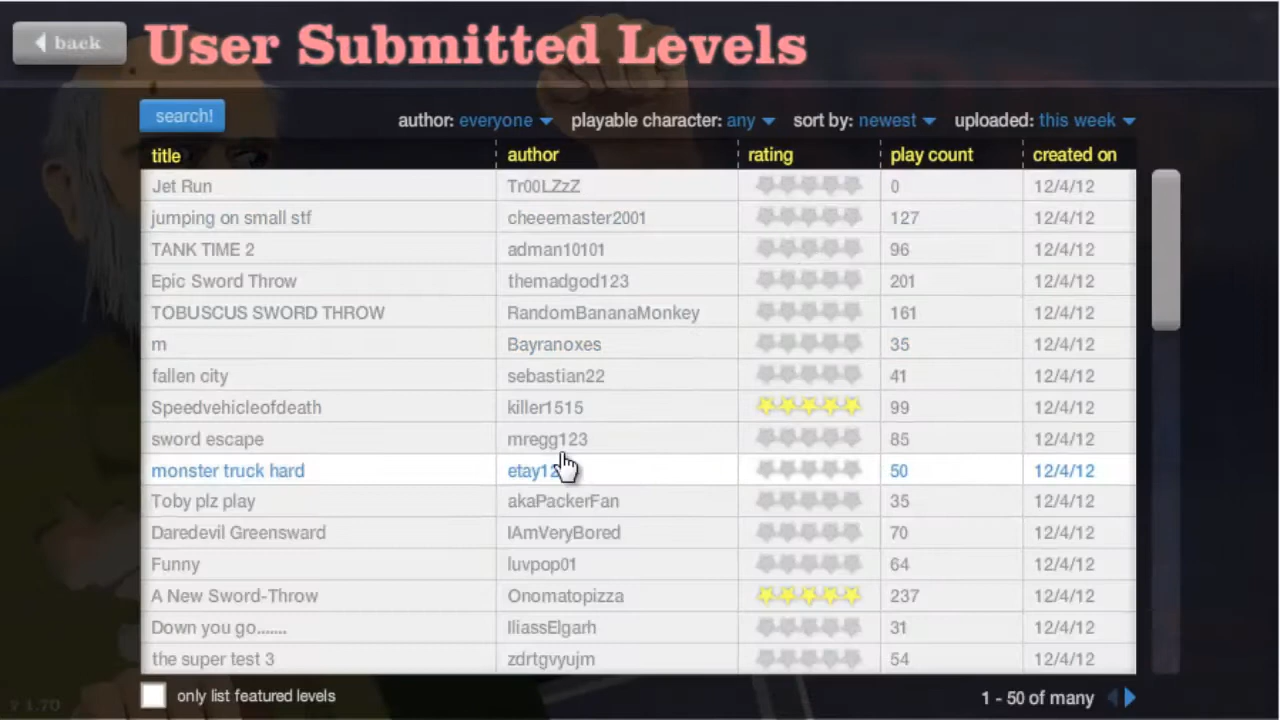 back
User Submitted Levels
search! author: everyone playable character: any sort by: newest uploaded: this week
title author rating play count created on
Jet Run Tr00LZzZ 0 12/4/12
jumping on small stf cheeemaster2001 127 12/4/12
TANK TIME 2 adman10101 96 12/4/12
Epic Sword Throw themadgod123 201 12/4/12
TOBUSCUS SWORD THROW RandomBananaMonkey 161 12/4/12
m Bayranoxes 35 12/4/12
fallen city sebastian22 41 12/4/12
Speedvehicleofdeath killer1515 99 12/4/12
sword escape mregg123 85 12/4/12
monster truck hard 50 12/4/12
Toby plz play akaPackerFan 35 12/4/12
Daredevil Greensward IAmVeryBored 70 12/4/12
Funny luvpop01 64 12/4/12
A New Sword-Throw Onomatopizza 237 12/4/12
Down you go....... IliassElgarh 31 12/4/12
the super test 3 zdrtgvyujm 54 12/4/12
v 1.70 only list featured levels 1 - 50 of many